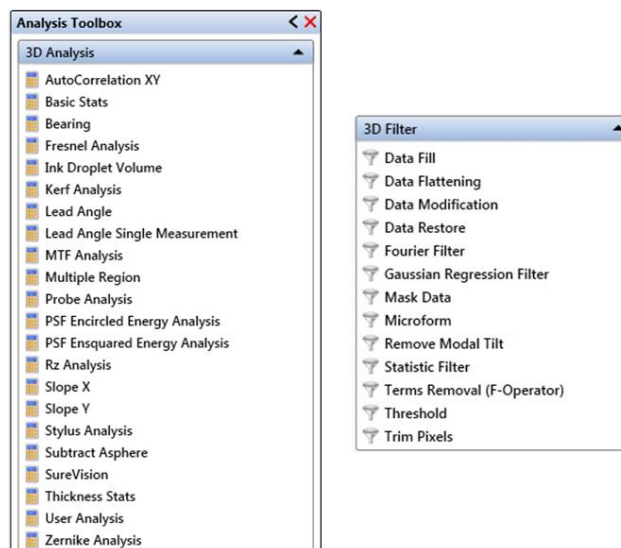 Analysis Toolbox
3D Analysis
AutoCorrelation XY
Basic Stats
Bearing
Fresnel Analysis
Ink Droplet Volume
Kerf Analysis
Lead Angle
Lead Angle Single Measurement
MTF Analysis
Multiple Region
Probe Analysis
PSF Encircled Energy Analysis
PSF Ensquared Energy Analysis
Rz Analysis
Slope X
Slope Y
Stylus Analysis
Subtract Asphere
SureVision
Thickness Stats
User Analysis
Zernike Analysis
3D Filter
Data Fill
Data Flattening
Data Modification
Data Restore
Fourier Filter
Gaussian Regression Filter
Mask Data
Microform
Remove Modal Tilt
Statistic Filter
Terms Removal (F-Operator)
Threshold
Trim Pixels